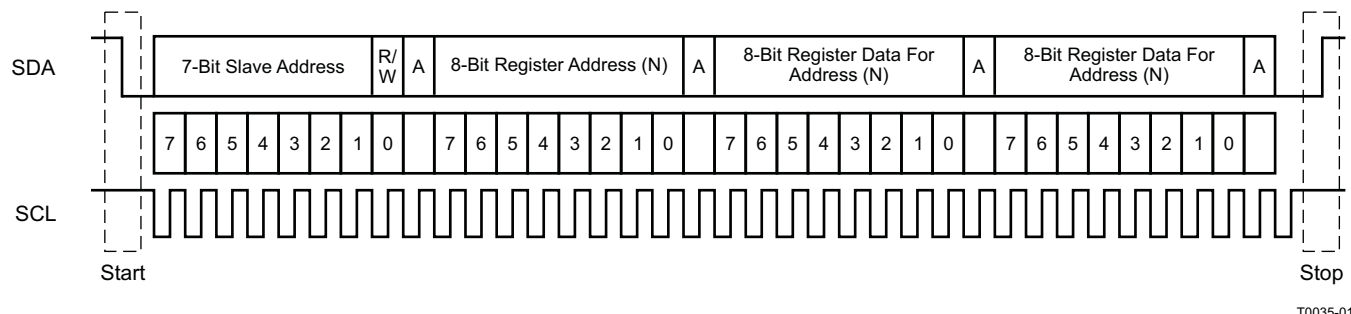 SDA
7-Bit Slave Address
R/
W
A
8-Bit Register Address (N)
A
8-Bit Register Data For
Address (N)
A
8-Bit Register Data For
Address (N)
A
7 6 5 4 3 2 1 0 7 6 5 4 3 2 1 0 7 6 5 4 3 2 1 0 7 6 5 4 3 2 1 0
SCL
Start
Stop
T0035-01